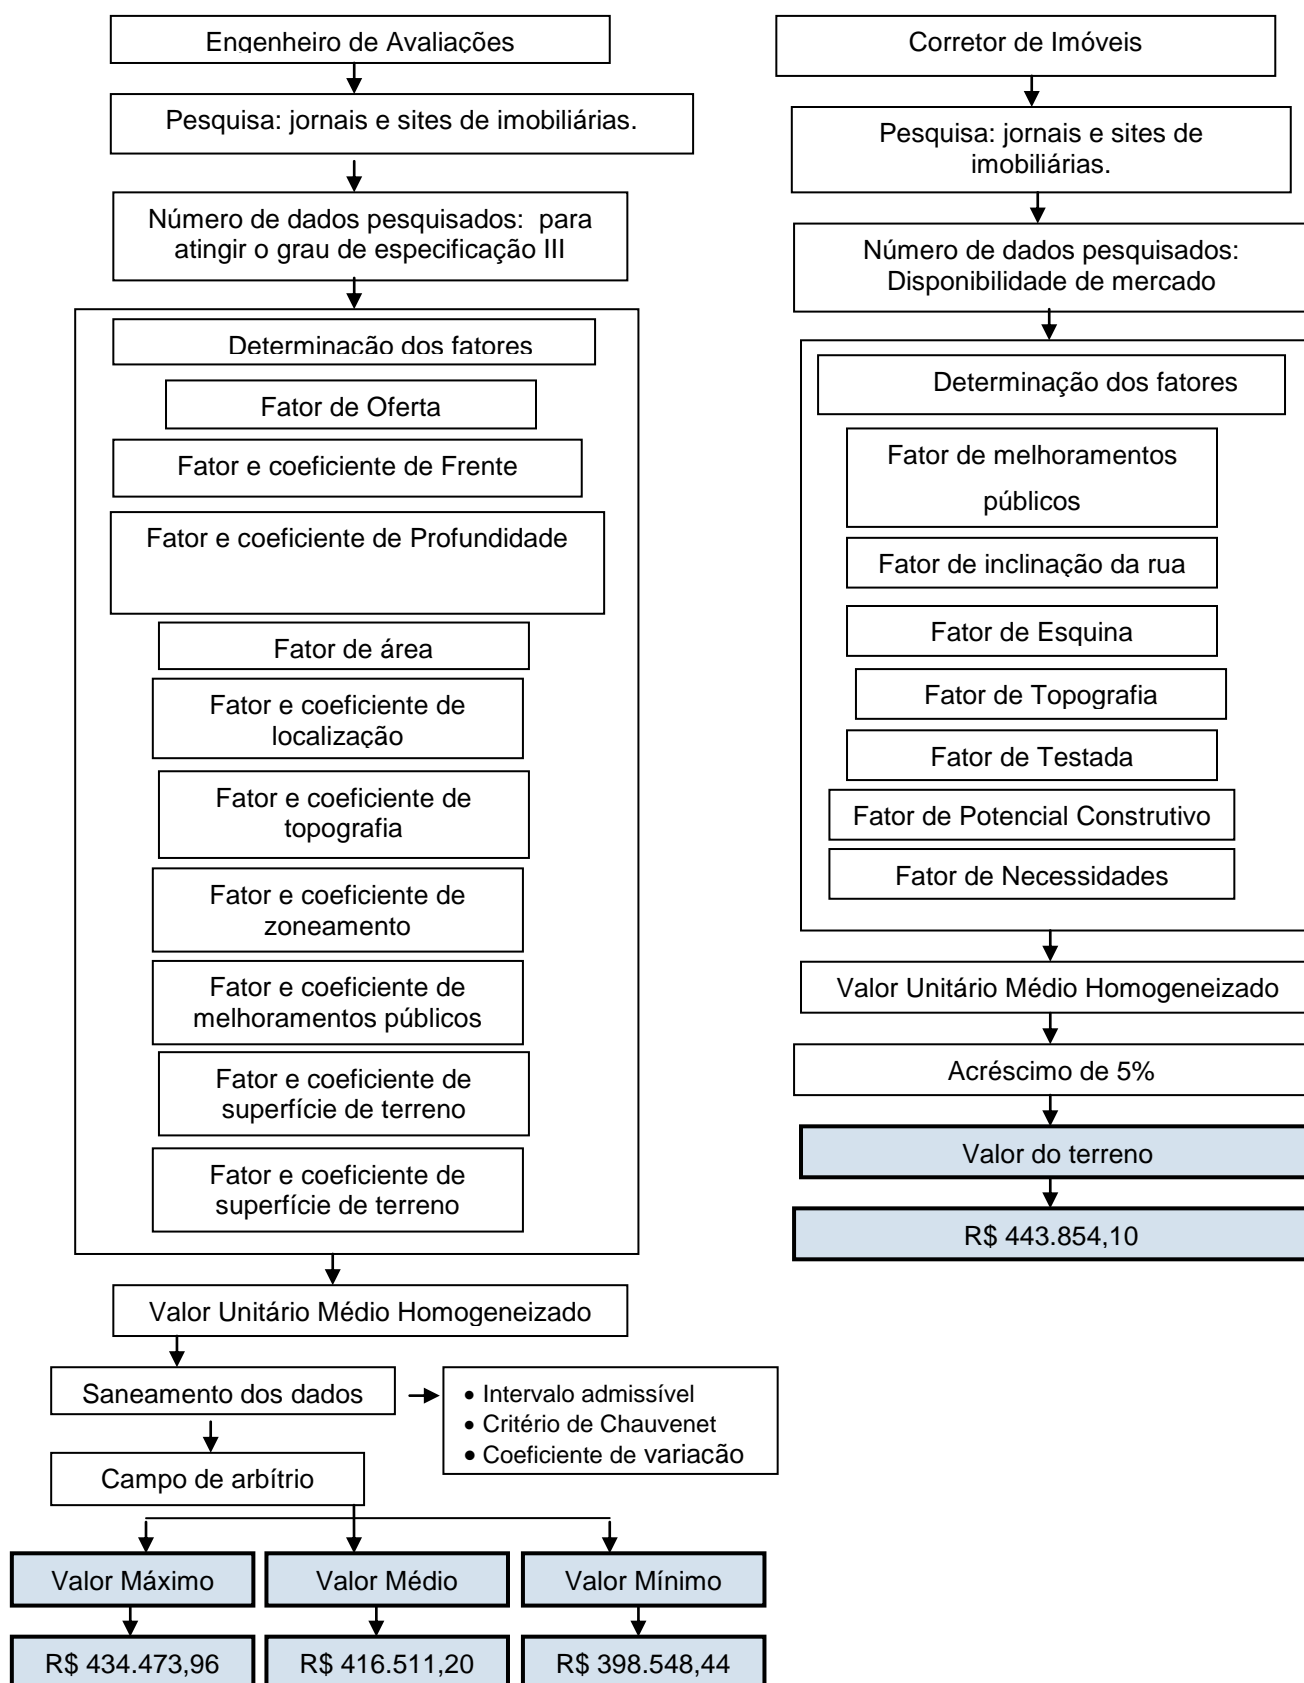 Engenheiro de Avaliações
Pesquisa: jornais e sites de imobiliárias.
Número de dados pesquisados: para
atingir o grau de especificação III
Determinação dos fatores
Fator de Oferta
Fator e coeficiente de Frente
Fator e coeficiente de Profundidade
Fator de área
Fator e coeficiente de
localização
Fator e coeficiente de
topografia
Fator e coeficiente de
zoneamento
Fator e coeficiente de
melhoramentos públicos
Fator e coeficiente de
superfície de terreno
Fator e coeficiente de
superfície de terreno
Valor Unitário Médio Homogeneizado
Saneamento dos dados
• Intervalo admissível
• Critério de Chauvenet
• Coeficiente de variação
Campo de arbítrio
Valor Máximo
Valor Médio
Valor Mínimo
R$ 434.473,96
R$ 416.511,20
R$ 398.548,44
Corretor de Imóveis
Pesquisa: jornais e sites de
imobiliárias.
Número de dados pesquisados:
Disponibilidade de mercado
Determinação dos fatores
Fator de melhoramentos
públicos
Fator de inclinação da rua
Fator de Esquina
Fator de Topografia
Fator de Testada
Fator de Potencial Construtivo
Fator de Necessidades
Valor Unitário Médio Homogeneizado
Acréscimo de 5%
Valor do terreno
R$ 443.854,10